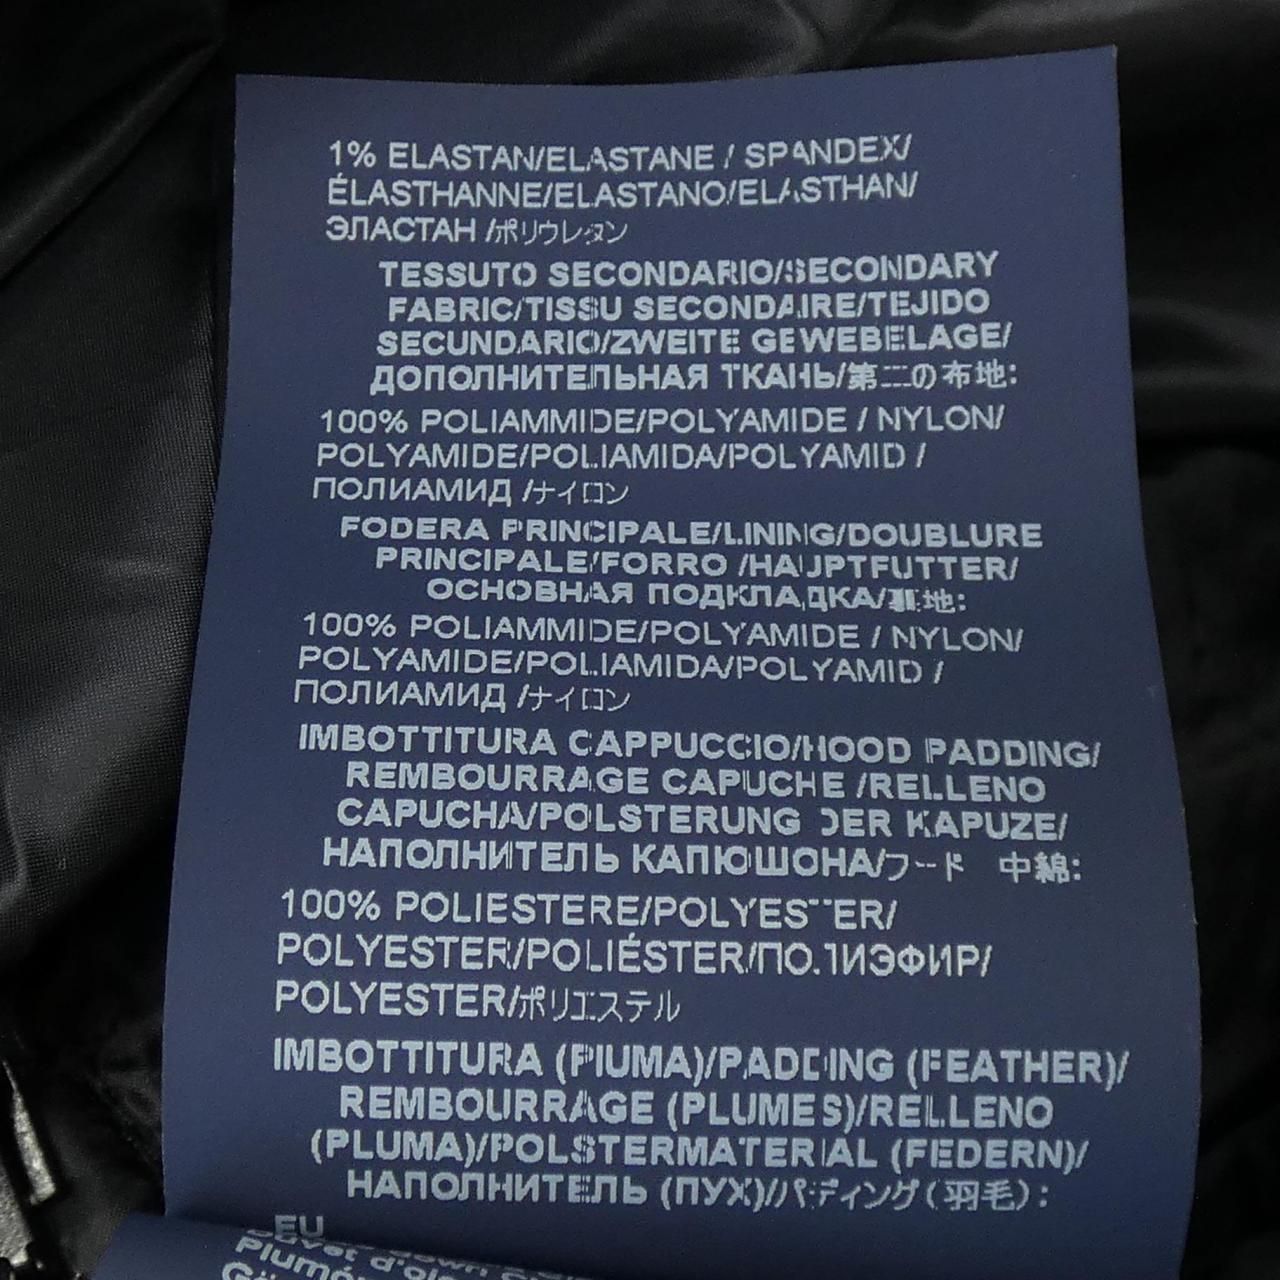 1% ELASTAN/ELASTANE / SPANDEX/
ÉLASTHANNE/ELASTANO/ELASTHAN/
ЭЛАСТАН /ポリウレタン
TESSUTO SECONDARIO/SECONDARY
FABRIC/TISSU SECONDAIRE/TEJIDO
SECUNDARIO/ZWEITE GEWEBELAGE/
ДОПОЛНИТЕЛЬНАЯ ТКАНЬ/第二の布地:
100% POLIAMMIDE/POLYAMIDE / NYLON/
POLYAMIDE/POLIAMIDA/POLYAMID /
ПОЛИАМИД /ナイロン
FODERA PRINCIPALE/LINING/DOUBLURE
PRINCIPALE/FORRO /HAUPTFUTTER/
ОСНОВНАЯ ПОДКЛАДКА/裏地:
100% POLIAMMIDE/POLYAMIDE / NYLON/
POLYAMIDE/POLIAMIDA/POLYAMID /
ПОЛИАМИД /ナイロン
IMBOTTITURA CAPPUCCIO/HOOD PADDING/
REMBOURRAGE CAPUCHE /RELLENO
CAPUCHA/POLSTERUNG DER KAPUZE/
НАПОЛНИТЕЛЬ КАПЮШОНА/フード 中綿:
100% POLIESTERE/POLYESTER/
POLYESTER/POLIÉSTER/ПОЛИЭФИР/
POLYESTER/ポリエステル
IMBOTTITURA (PIUMA)/PADDING (FEATHER)/
REMBOURRAGE (PLUMES)/RELLENO
(PLUMA)/POLSTERMATERIAL (FEDERN)/
НАПОЛНИТЕЛЬ (ПУХ)/パディング(羽毛):
EU